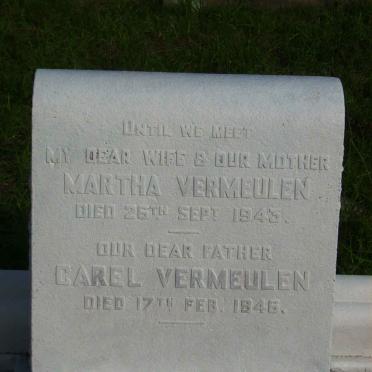 UNTIL WE MEET
MY DEAR WIFE & OUR MOTHER
MARTHA VERMEULEN
DIED 25TH SEPT 1943.
OUR DEAR FATHER
CAREL VERMEULEN
DIED 17TH FEB. 1946.